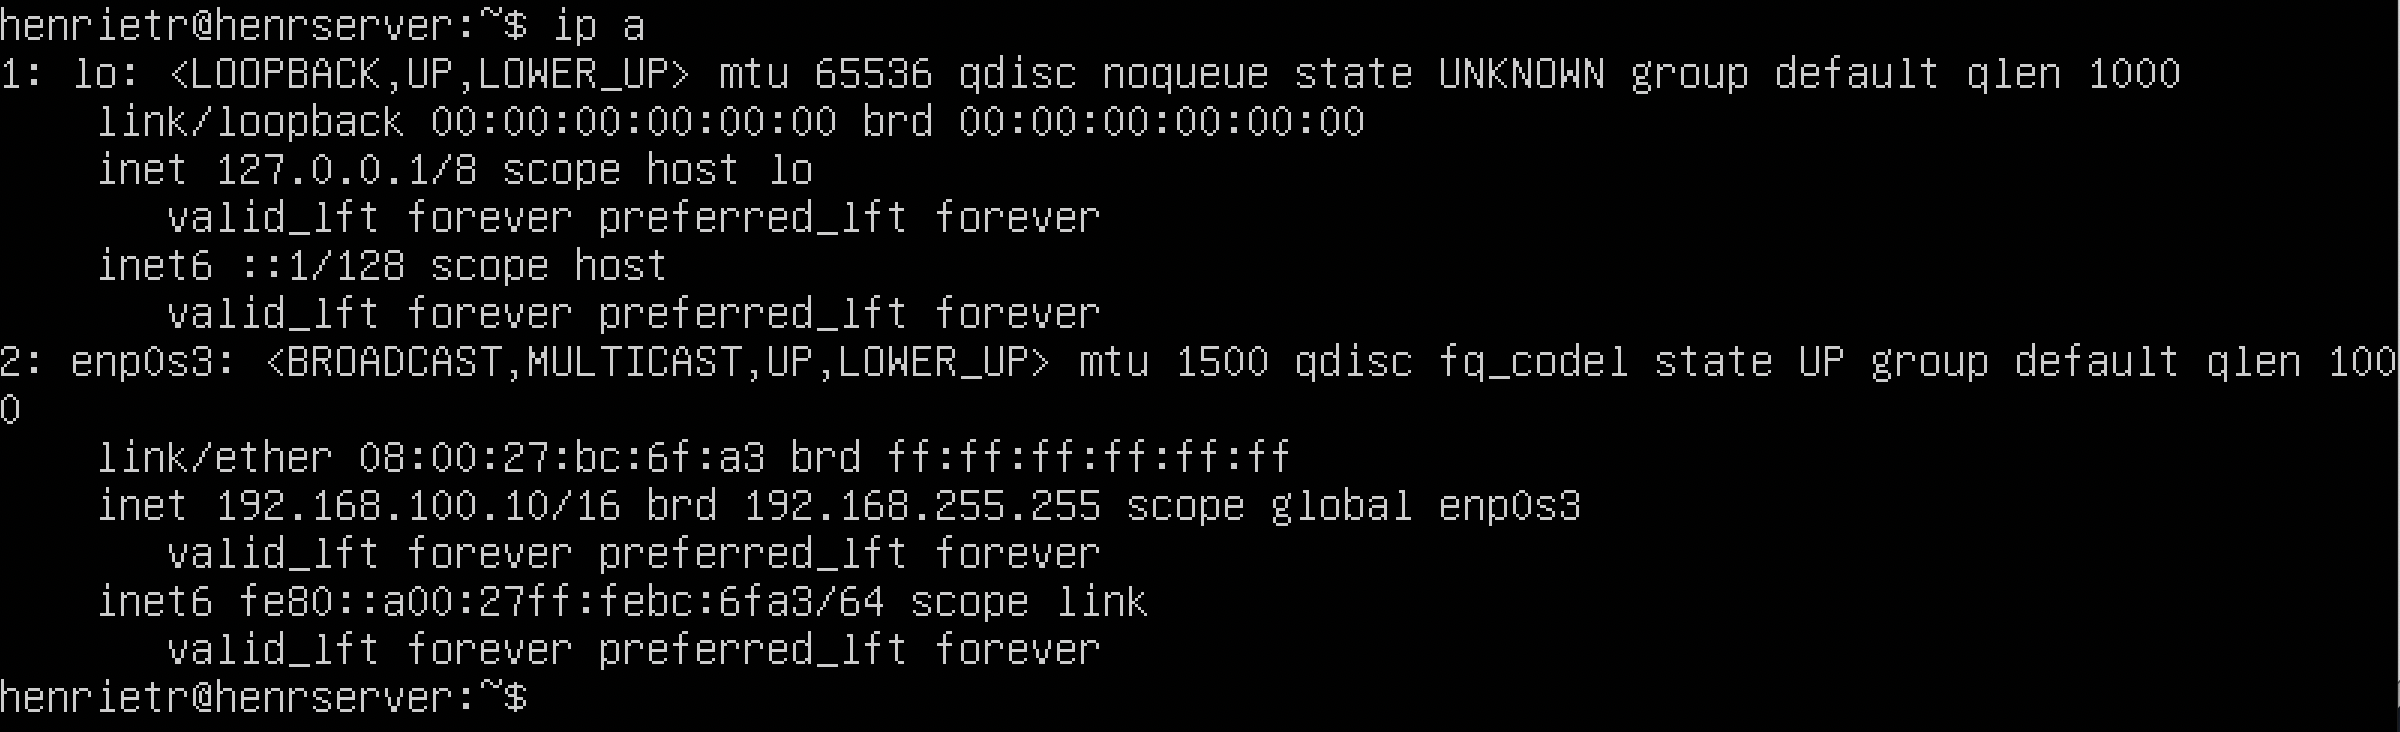 henrietr@henrserver:~$ ip a
1: lo: <LOOPBACK,UP,LOWER_UP> mtu 65536 qdisc noqueue state UNKNOWN group default qlen 1000
    link/loopback 00:00:00:00:00:00 brd 00:00:00:00:00:00
    inet 127.0.0.1/8 scope host lo
       valid_lft forever preferred_lft forever
    inet6 ::1/128 scope host
       valid_lft forever preferred_lft forever
2: enp0s3: <BROADCAST,MULTICAST,UP,LOWER_UP> mtu 1500 qdisc fq_codel state UP group default qlen 100
0
    link/ether 08:00:27:bc:6f:a3 brd ff:ff:ff:ff:ff:ff
    inet 192.168.100.10/16 brd 192.168.255.255 scope global enp0s3
       valid_lft forever preferred_lft forever
    inet6 fe80::a00:27ff:febc:6fa3/64 scope link
       valid_lft forever preferred_lft forever
henrietr@henrserver:~$